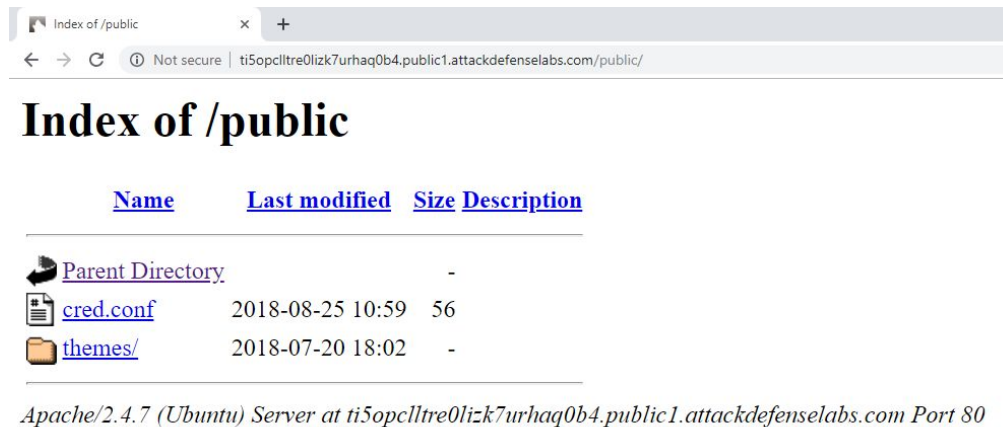 Index of /public
Not secure | ti5opclltre0lizk7urhaq0b4.public1.attackdefenselabs.com/public/
Index of /public
Name Last modified Size Description
Parent Directory -
cred.conf 2018-08-25 10:59 56
themes/ 2018-07-20 18:02 -
Apache/2.4.7 (Ubuntu) Server at ti5opclltre0lizk7urhaq0b4.public1.attackdefenselabs.com Port 80